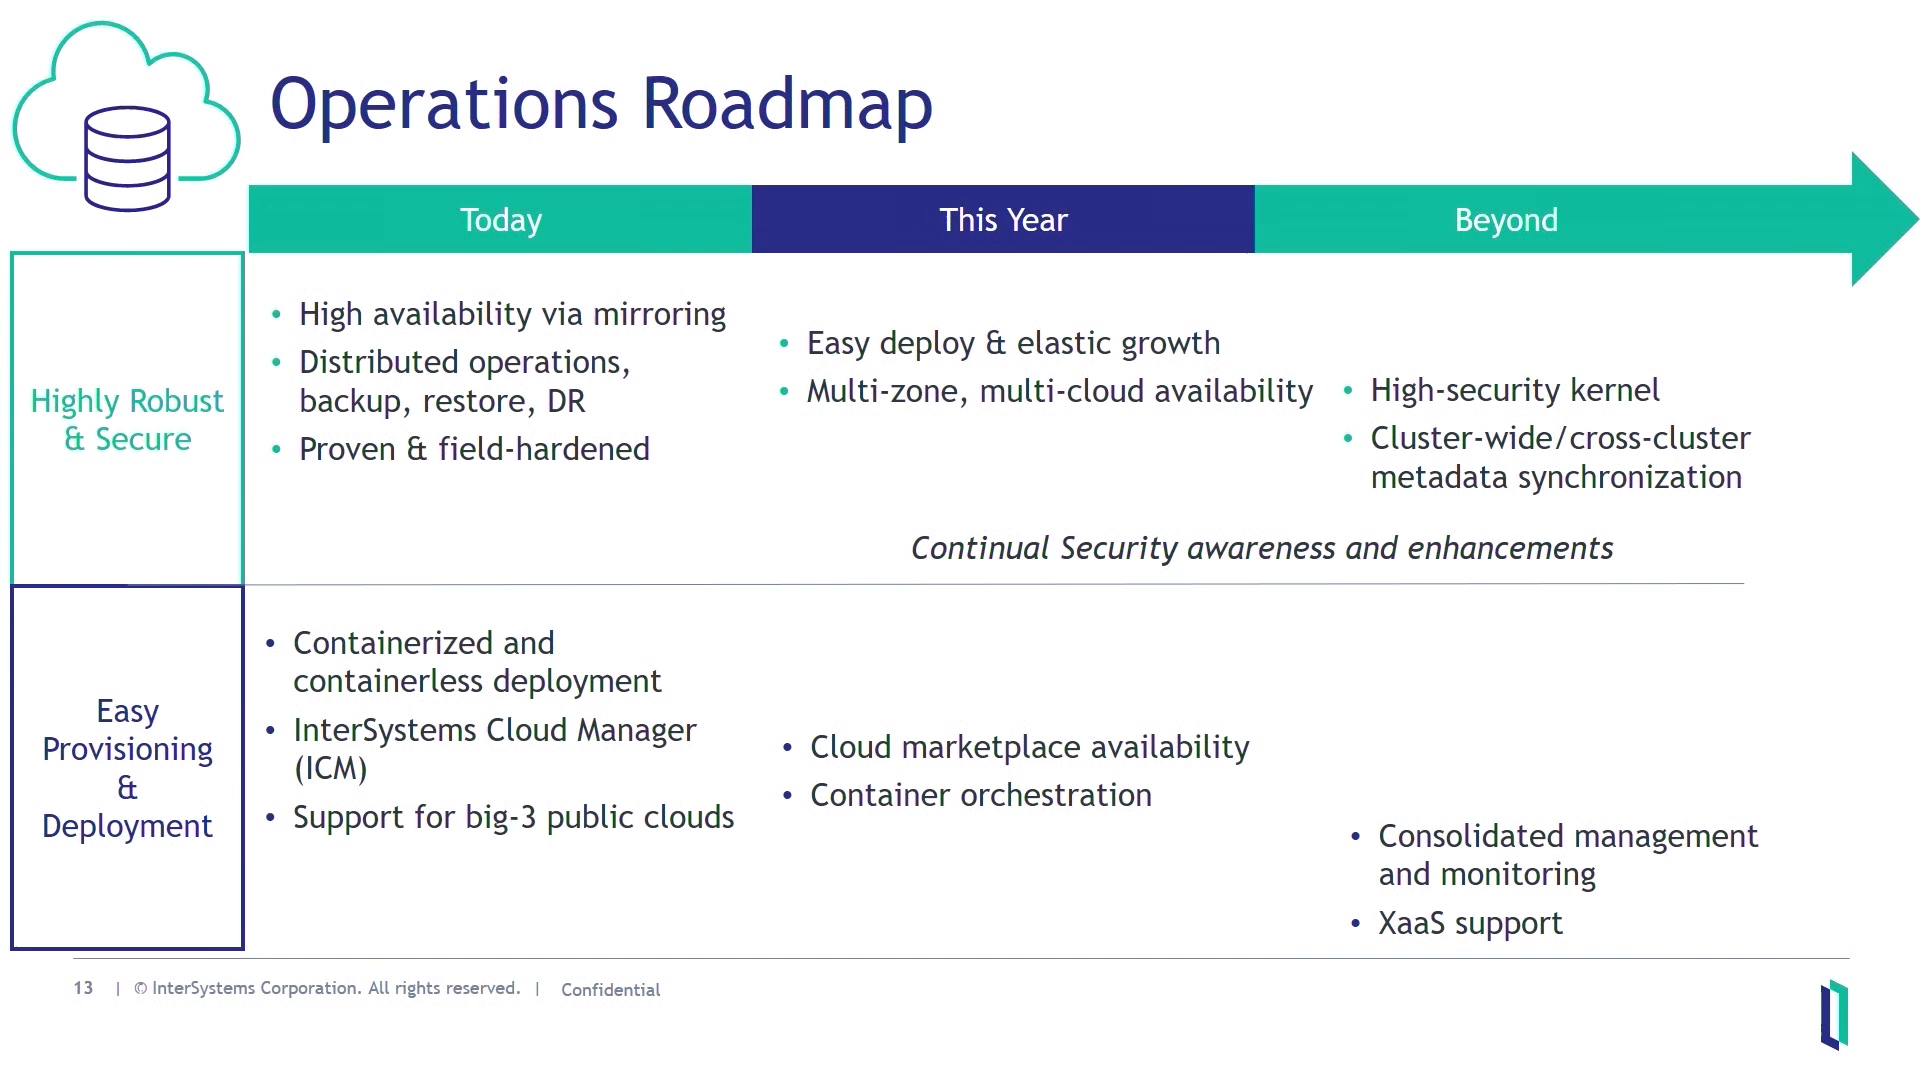 Operations Roadmap
Today
This Year
Beyond
Highly Robust
& Secure
• High availability via mirroring
• Distributed operations,
backup, restore, DR
• Proven & field-hardened
• Easy deploy & elastic growth
• Multi-zone, multi-cloud availability
• High-security kernel
• Cluster-wide/cross-cluster
metadata synchronization
Continual Security awareness and enhancements
Easy
Provisioning
&
Deployment
• Containerized and
containerless deployment
• InterSystems Cloud Manager
(ICM)
• Support for big-3 public clouds
• Cloud marketplace availability
• Container orchestration
• Consolidated management
and monitoring
• XaaS support
13 | © InterSystems Corporation. All rights reserved. | Confidential